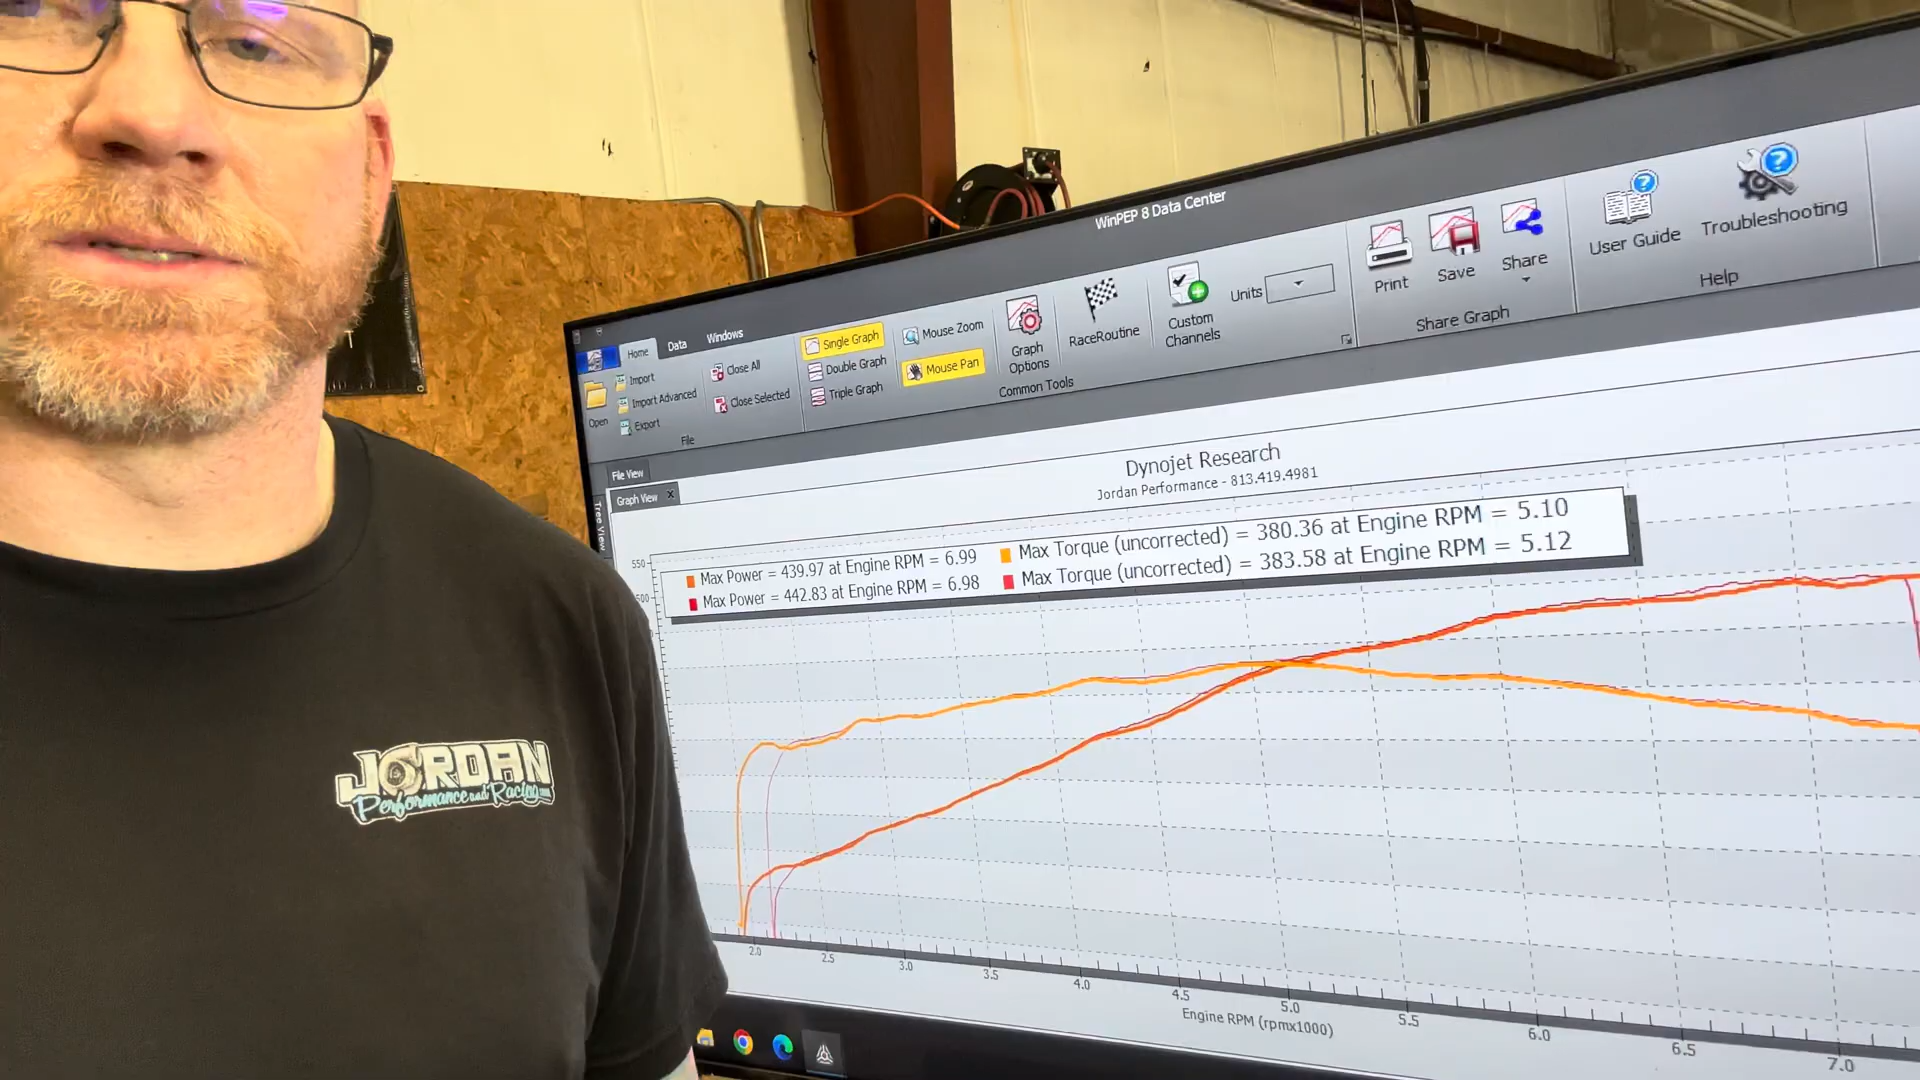 WinPEP 8 Data Center
Home
Data
Windows
Open
Import
Import Advanced
Export
Close All
Close Selected
File
Single Graph
Double Graph
Triple Graph
Mouse Zoom
Mouse Pan
Graph
Options
RaceRoutine
Custom
Channels
Units
Common Tools
Print
Save
Share
Share Graph
User Guide
Troubleshooting
Help
File View
Graph View
Tree View
Dynojet Research
Jordan Performance - 813.419.4981
Max Power = 439.97 at Engine RPM = 6.99
Max Torque (uncorrected) = 380.36 at Engine RPM = 5.10
Max Power = 442.83 at Engine RPM = 6.98
Max Torque (uncorrected) = 383.58 at Engine RPM = 5.12
550
2.0
2.5
3.0
3.5
4.0
4.5
5.0
5.5
6.0
6.5
7.0
Engine RPM (rpmx1000)
JORDAN
Performance and Racing